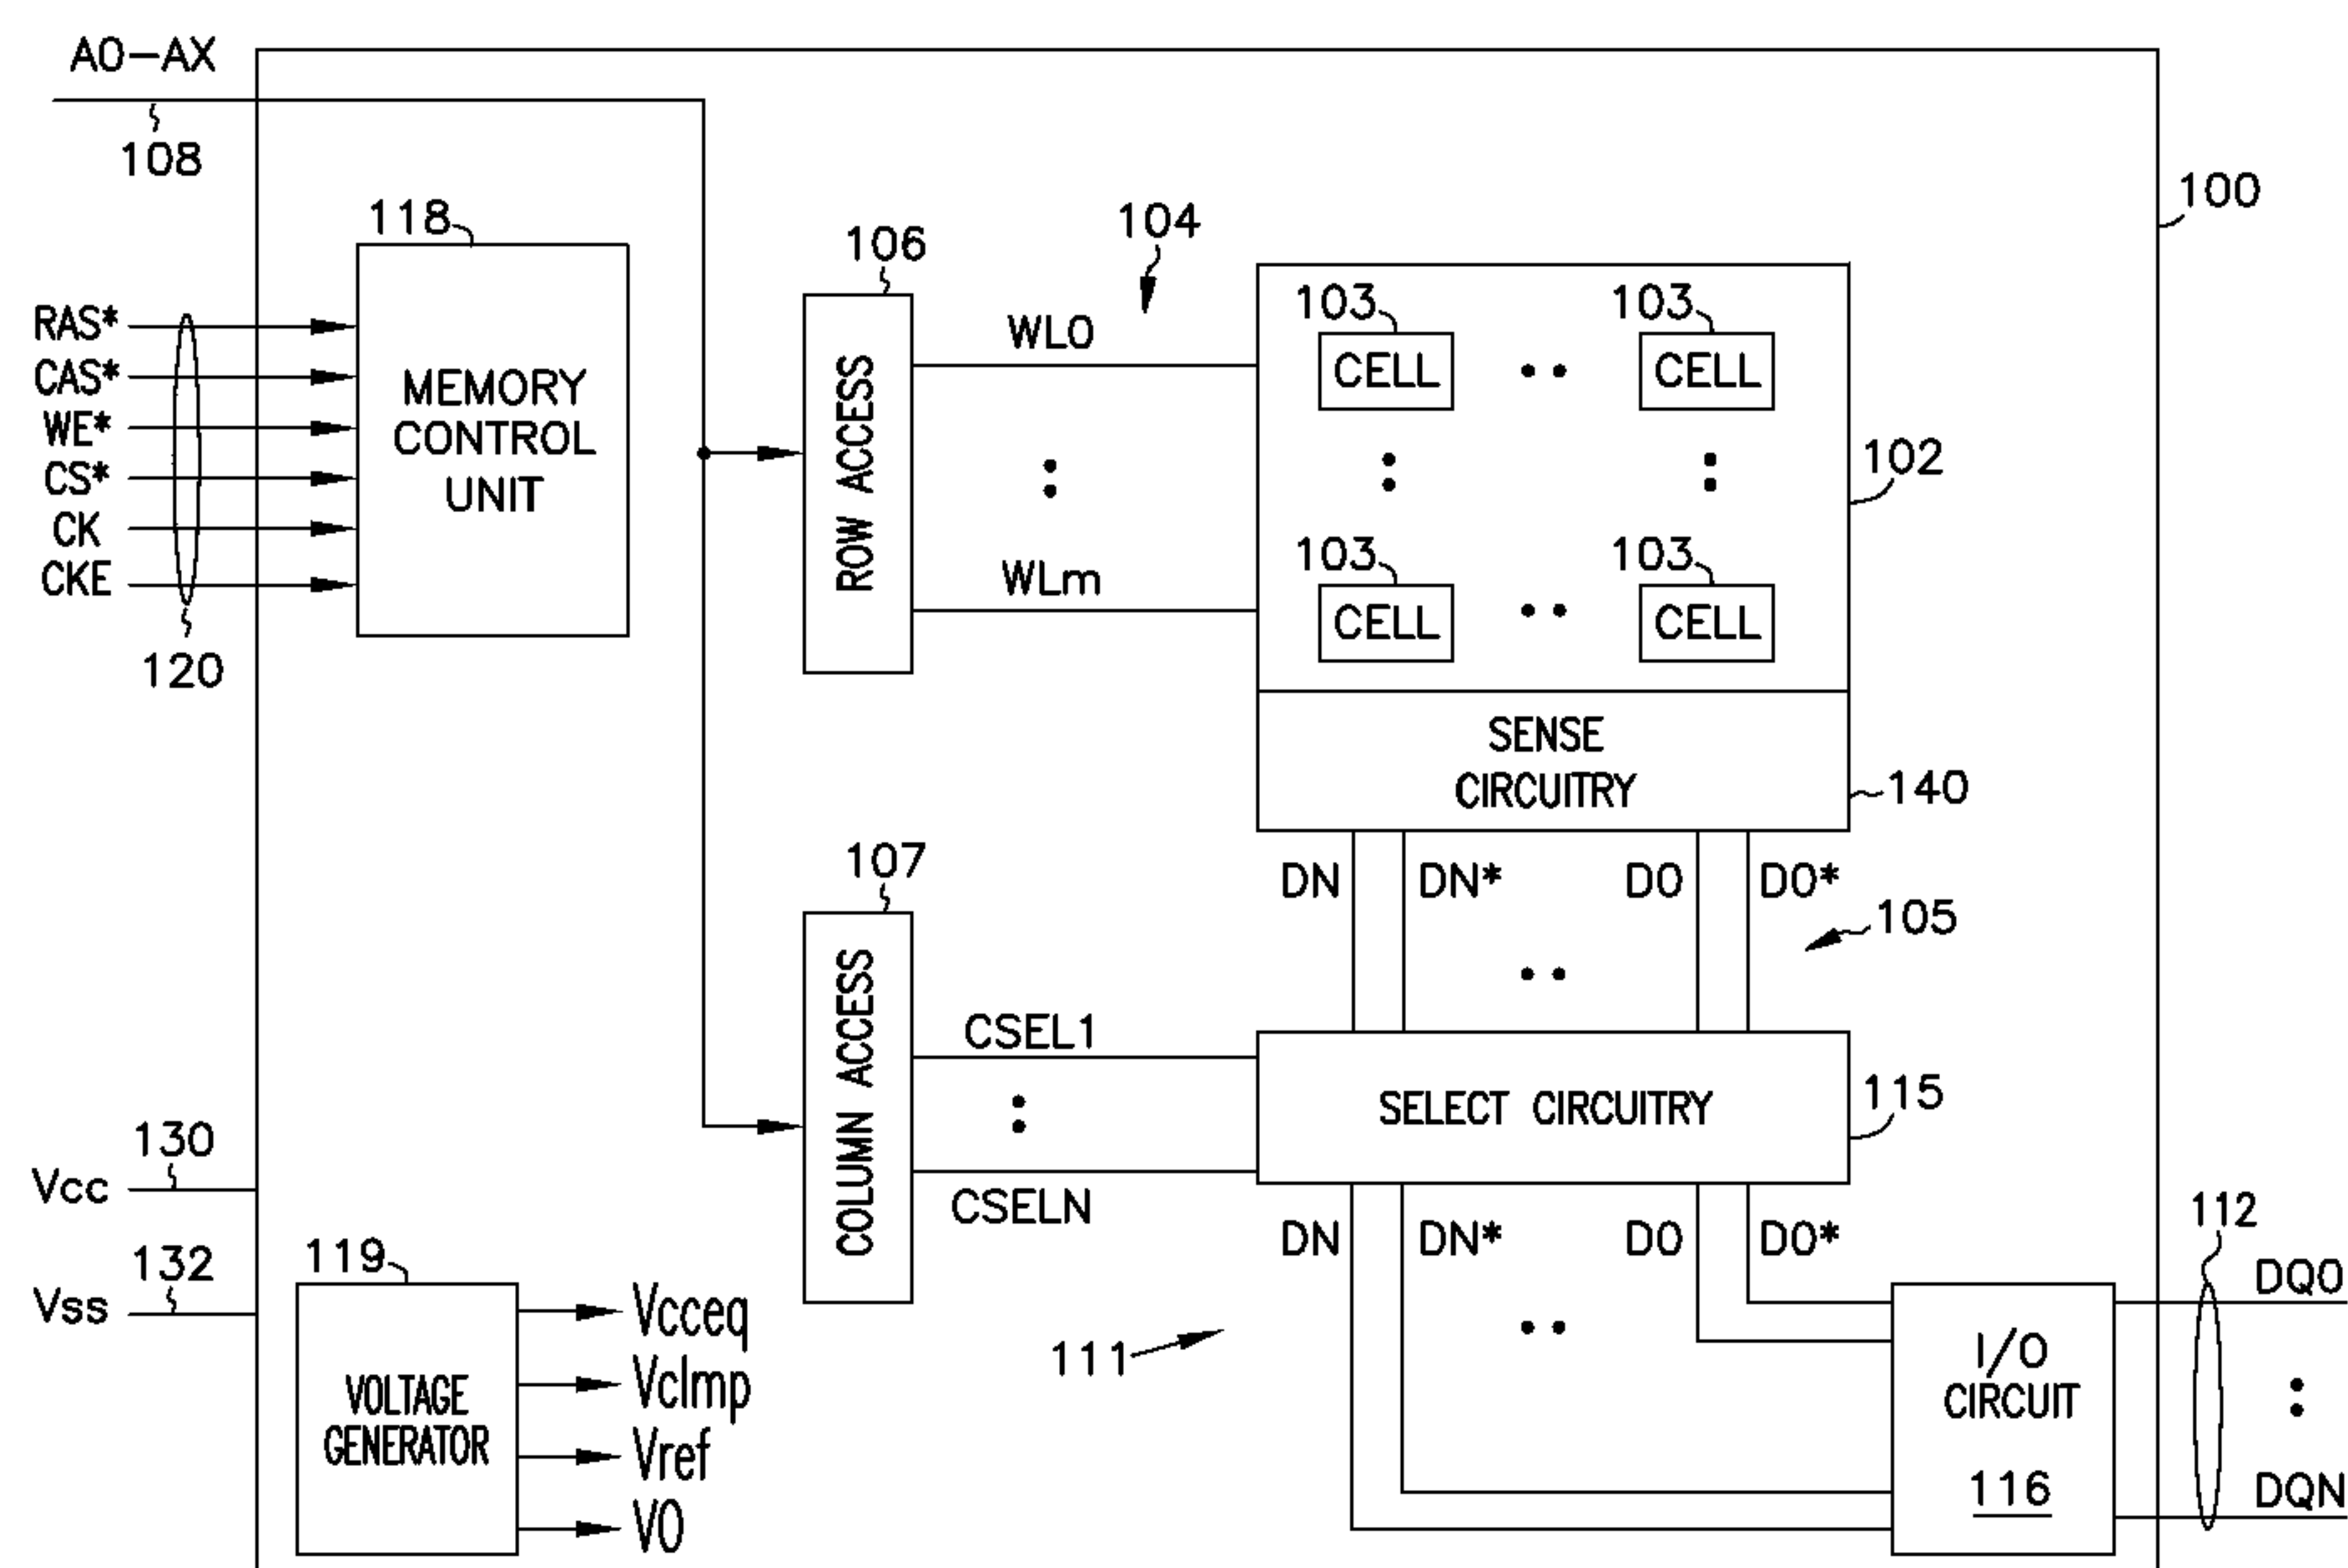 A0-AX
108
100
118
MEMORY
CONTROL
UNIT
RAS*
CAS*
WE*
CS*
CK
CKE
120
106
ROW ACCESS
104
WL0
WLm
103
103
CELL
CELL
103
103
CELL
CELL
102
SENSE
CIRCUITRY
140
DN
DN*
D0
D0*
105
107
COLUMN ACCESS
CSEL1
CSELN
SELECT CIRCUITRY
115
130
Vcc
132
Vss
119
VOLTAGE
GENERATOR
Vcceq
Vclmp
Vref
V0
111
DN
DN*
D0
D0*
I/O
CIRCUIT
116
112
DQ0
DQN